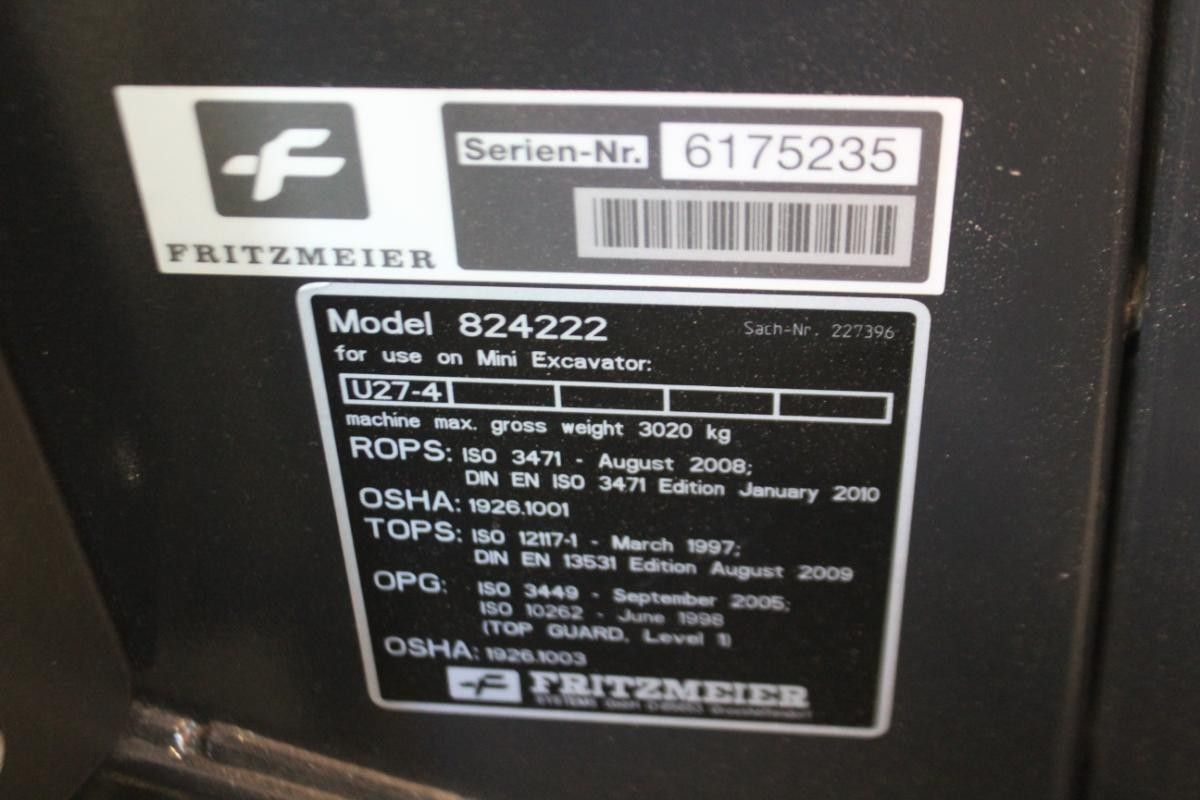 FRITZMEIER
Serien-Nr. 6175235
Model 824222 Sach-Nr. 227396
for use on Mini Excavator:
U27-4
machine max. gross weight 3020 kg
ROPS: ISO 3471 - August 2008;
DIN EN ISO 3471 Edition January 2010
OSHA: 1926.1001
TOPS: ISO 12117-1 - March 1997;
DIN EN 13531 Edition August 2009
OPG: ISO 3449 - September 2005;
ISO 10262 - June 1998
(TOP GUARD, Level 1)
OSHA: 1926.1003
FRITZMEIER
SYSTEMS GmbH